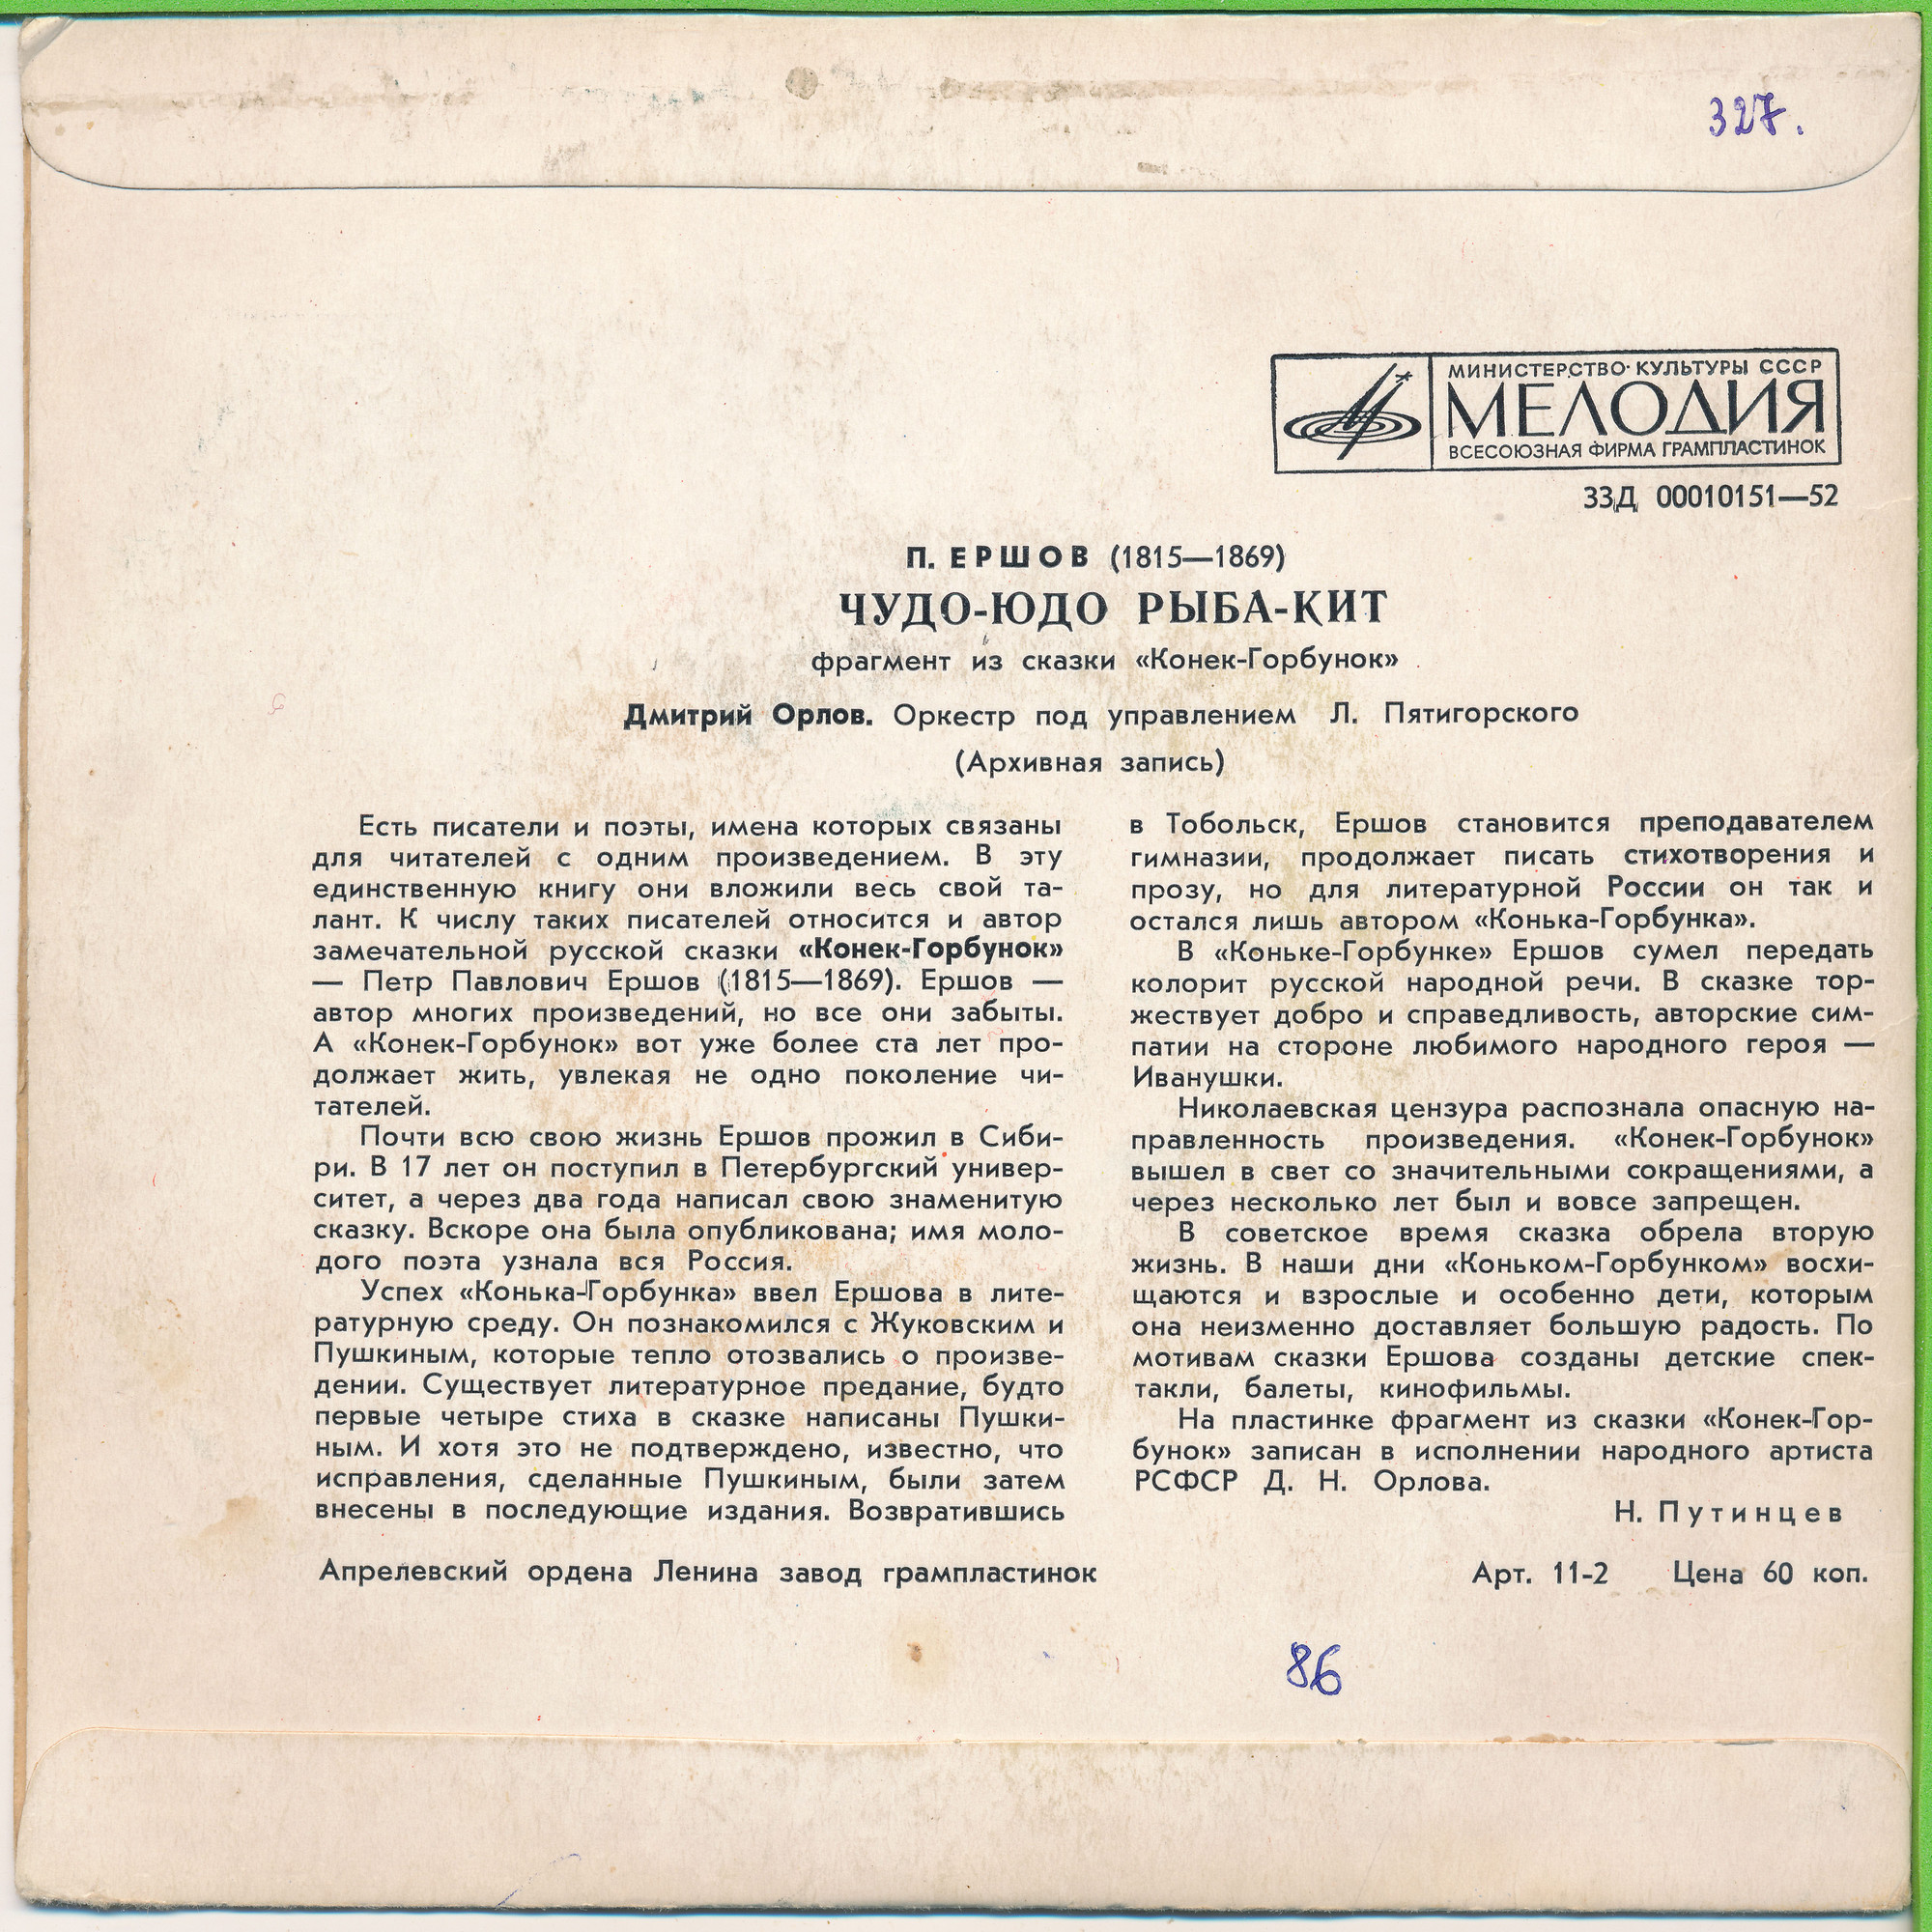 327.
МИНИСТЕРСТВО·КУЛЬТУРЫ СССР
МЕЛОДИЯ
ВСЕСОЮЗНАЯ ФИРМА ГРАМПЛАСТИНОК
33Д 00010151—52
П. ЕРШОВ (1815—1869)
ЧУДО-ЮДО РЫБА-КИТ
фрагмент из сказки «Конек-Горбунок»
Дмитрий Орлов. Оркестр под управлением Л. Пятигорского
(Архивная запись)
Есть писатели и поэты, имена которых связаны
для читателей с одним произведением. В эту
единственную книгу они вложили весь свой та-
лант. К числу таких писателей относится и автор
замечательной русской сказки «Конек-Горбунок»
— Петр Павлович Ершов (1815—1869). Ершов —
автор многих произведений, но все они забыты.
А «Конек-Горбунок» вот уже более ста лет про-
должает жить, увлекая не одно поколение чи-
тателей.
Почти всю свою жизнь Ершов прожил в Сиби-
ри. В 17 лет он поступил в Петербургский универ-
ситет, а через два года написал свою знаменитую
сказку. Вскоре она была опубликована; имя моло-
дого поэта узнала вся Россия.
Успех «Конька-Горбунка» ввел Ершова в лите-
ратурную среду. Он познакомился с Жуковским и
Пушкиным, которые тепло отозвались о произве-
дении. Существует литературное предание, будто
первые четыре стиха в сказке написаны Пушки-
ным. И хотя это не подтверждено, известно, что
исправления, сделанные Пушкиным, были затем
внесены в последующие издания. Возвратившись
в Тобольск, Ершов становится преподавателем
гимназии, продолжает писать стихотворения и
прозу, но для литературной России он так и
остался лишь автором «Конька-Горбунка».
В «Коньке-Горбунке» Ершов сумел передать
колорит русской народной речи. В сказке тор-
жествует добро и справедливость, авторские сим-
патии на стороне любимого народного героя —
Иванушки.
Николаевская цензура распознала опасную на-
правленность произведения. «Конек-Горбунок»
вышел в свет со значительными сокращениями, а
через несколько лет был и вовсе запрещен.
В советское время сказка обрела вторую
жизнь. В наши дни «Коньком-Горбунком» восхи-
щаются и взрослые и особенно дети, которым
она неизменно доставляет большую радость. По
мотивам сказки Ершова созданы детские спек-
такли, балеты, кинофильмы.
На пластинке фрагмент из сказки «Конек-Гор-
бунок» записан в исполнении народного артиста
РСФСР Д. Н. Орлова.
Н. Путинцев
Апрелевский ордена Ленина завод грампластинок
Арт. 11-2 Цена 60 коп.
86